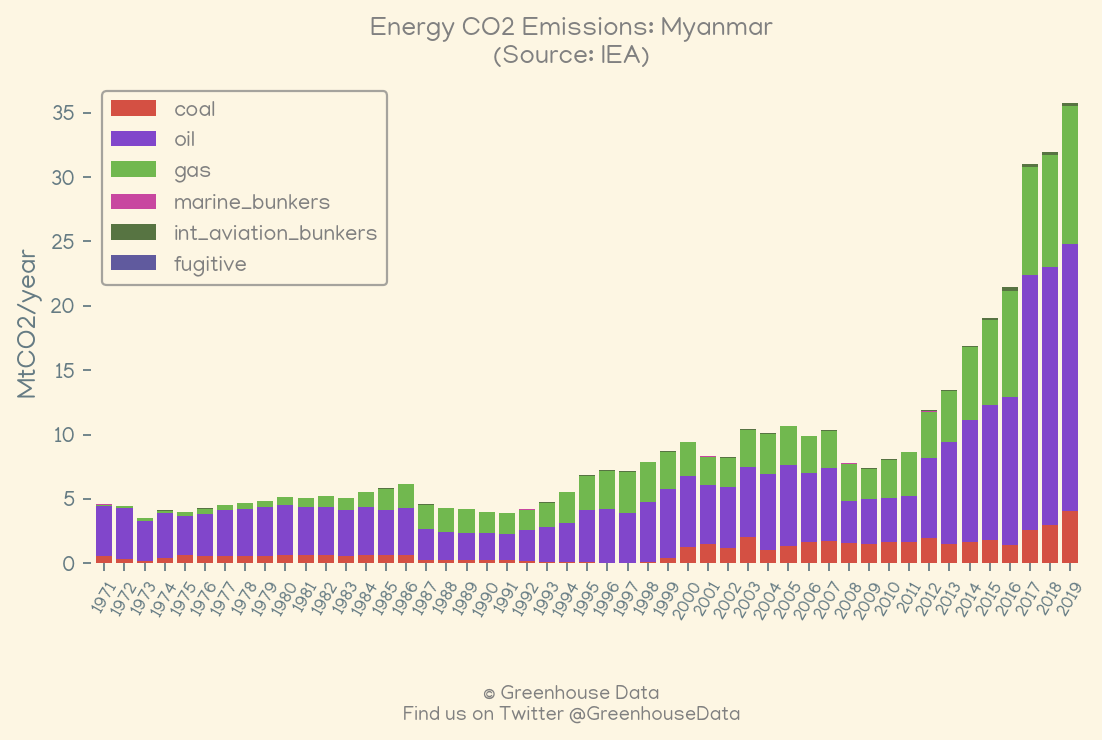 Energy CO2 Emissions: Myanmar
(Source: IEA)
coal
oil
gas
marine_bunkers
int_aviation_bunkers
fugitive
MtCO2/year
35
30
25
20
15
10
5
0
1971 1972 1973 1974 1975 1976 1977 1978 1979 1980 1981 1982 1983 1984 1985 1986 1987 1988 1989 1990 1991 1992 1993 1994 1995 1996 1997 1998 1999 2000 2001 2002 2003 2004 2005 2006 2007 2008 2009 2010 2011 2012 2013 2014 2015 2016 2017 2018 2019
© Greenhouse Data
Find us on Twitter @GreenhouseData